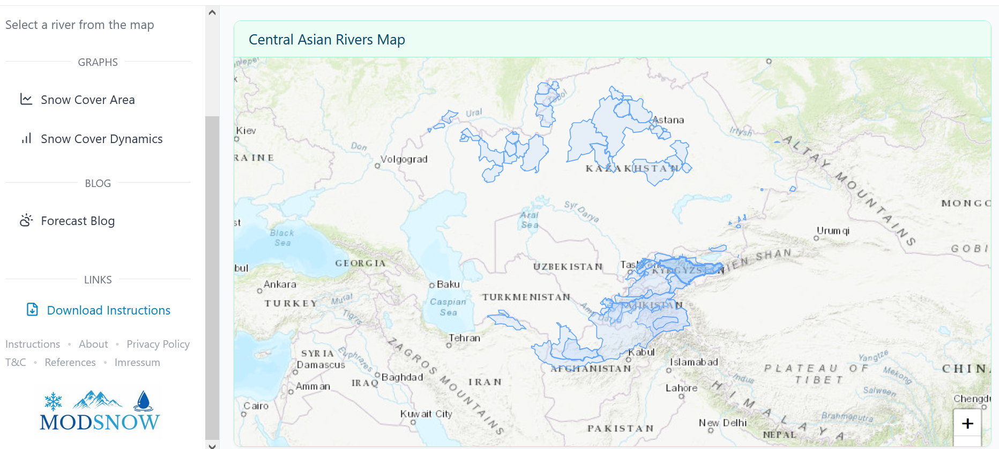 Select a river from the map
GRAPHS
Snow Cover Area
Snow Cover Dynamics
BLOG
Forecast Blog
LINKS
Download Instructions
Instructions • About • Privacy Policy
T&C • References • Imressum
MODSNOW
Central Asian Rivers Map
Tobol
Astana
Ural
Irtysh
Kiev
Don
Volgograd
RAINE
KAZAKHSTAN
ALTAY MOUNTAINS
MONGO
Syr Darya
Aral
Sea
st
Black
Sea
Urumqi
GOBI
TIEN SHAN
GEORGIA
UZBEKISTAN
Tashkent
KYRGYZSTAN
bul
Ankara
Baku
TURKMENISTAN
TURKEY
Murat
Caspian
Sea
TAJIKISTAN
Amu Darya
Tigris
Tehran
ZAGROS MOUNTAINS
SYRIA
Euphrates
Damascus
Kabul
Islamabad
AFGHANISTAN
PLATEAU OF
TIBET
Yangtze
Mekong
CHINA
IRAQ
Baghdad
IRAN
Indus
Amman
Lahore
HIMALAYA
Salween
Chengdu
Cairo
Kuwait City
New Delhi
Brahmaputra
PAKISTAN
NEPAL
+